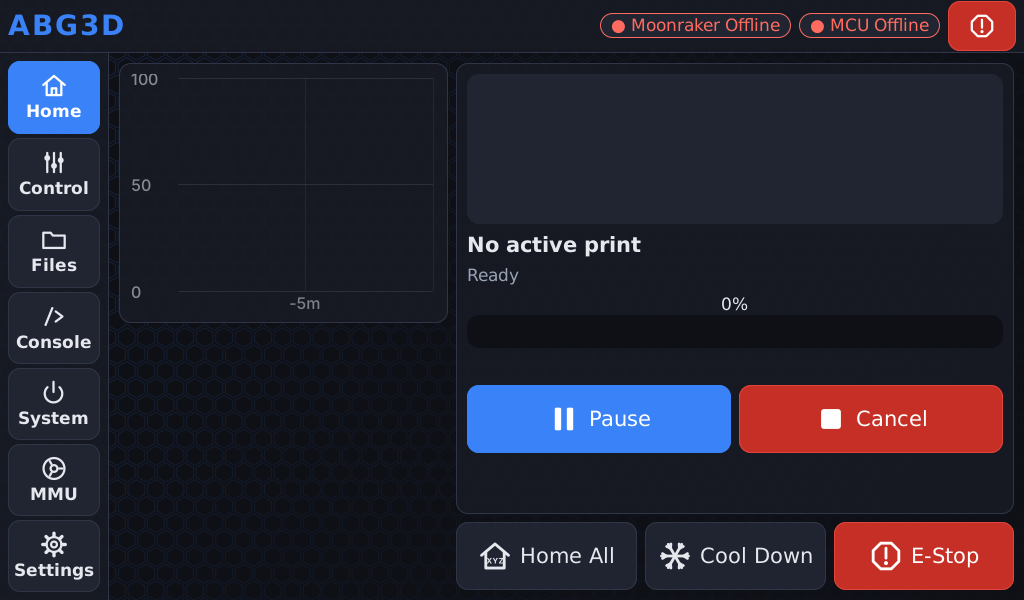 ABG3D
Moonraker Offline
MCU Offline
Home
Control
Files
Console
System
MMU
Settings
100
50
0
-5m
No active print
Ready
0%
Pause
Cancel
XYZ
Home All
Cool Down
E-Stop